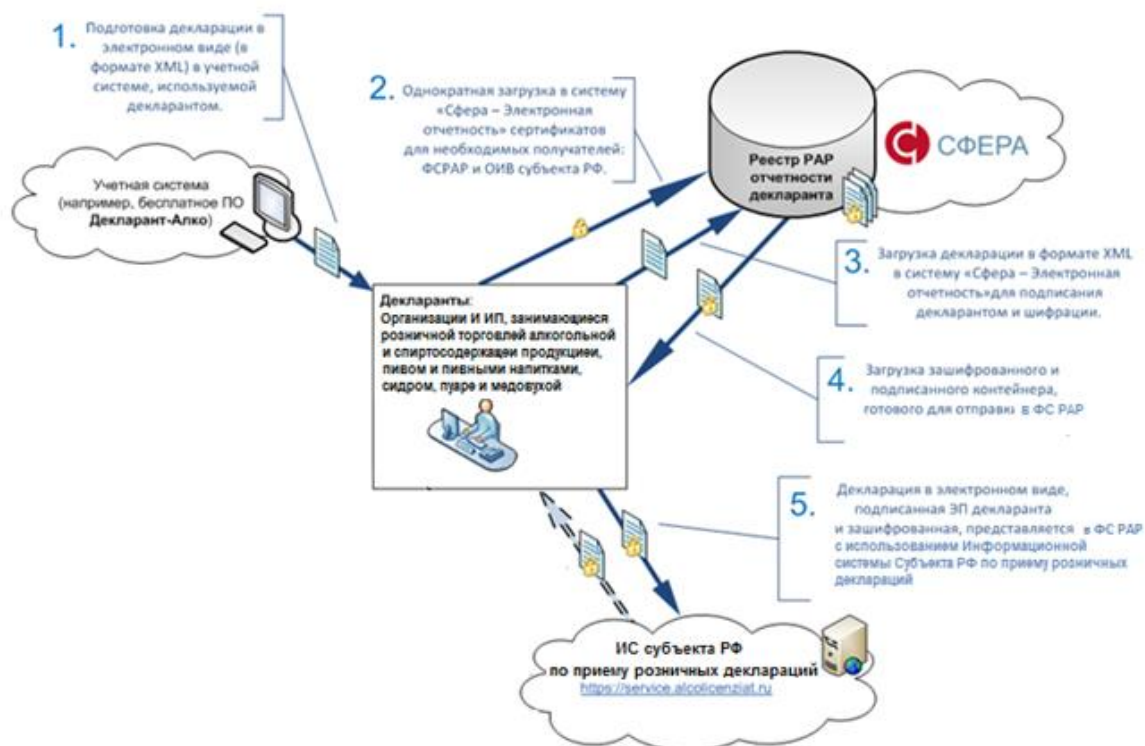 1. Подготовка декларации в
электронном виде (в
формате XML) в учетной
системе, используемой
декларантом.
2. Однократная загрузка в систему
«Сфера – Электронная
отчетность» сертификатов
для необходимых получателей:
ФСРАР и ОИВ субъекта РФ.
Реестр РАР
отчетности
декларанта
СФЕРА
Учетная система
(например, бесплатное ПО
Декларант-Алко)
3. Загрузка декларации в формате XML
в систему «Сфера – Электронная
отчетность»для подписания
декларантом и шифрации.
Декларанты:
Организации И ИП, занимающиеся
розничной торговлей алкогольной
и спиртосодержащеи продукциеи,
пивом и пивными напитками,
сидром, пуаре и медовухой
4. Загрузка зашифрованного и
подписанного контейнера,
готового для отправки в ФС РАР
5. Декларация в электронном виде,
подписанная ЭП декларанта
и зашифрованная, представляется в ФС РАР
с использованием Информационной
системы Субъекта РФ по приему розничных
деклараций
ИС субъекта РФ
по приему розничных деклараций
https://service.alcolicenziat.ru